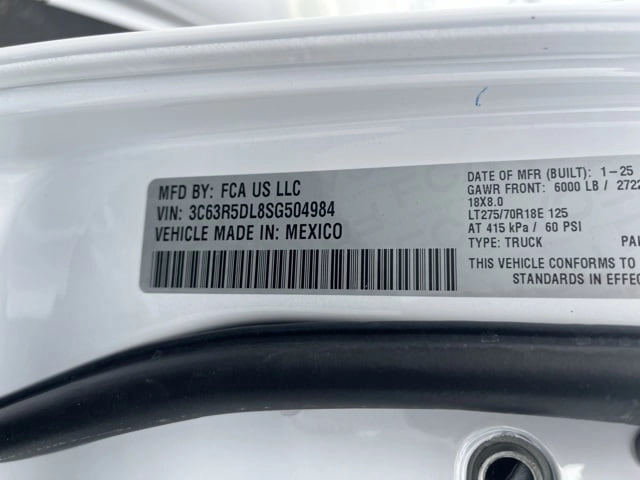 MFD BY: FCA US LLC
VIN: 3C63R5DL8SG504984
VEHICLE MADE IN: MEXICO
DATE OF MFR (BUILT): 1-25
GAWR FRONT: 6000 LB / 2722
18X8.0
LT275/70R18E 125
AT 415 kPa / 60 PSI
TYPE: TRUCK
THIS VEHICLE CONFORMS TO
STANDARDS IN EFFEC